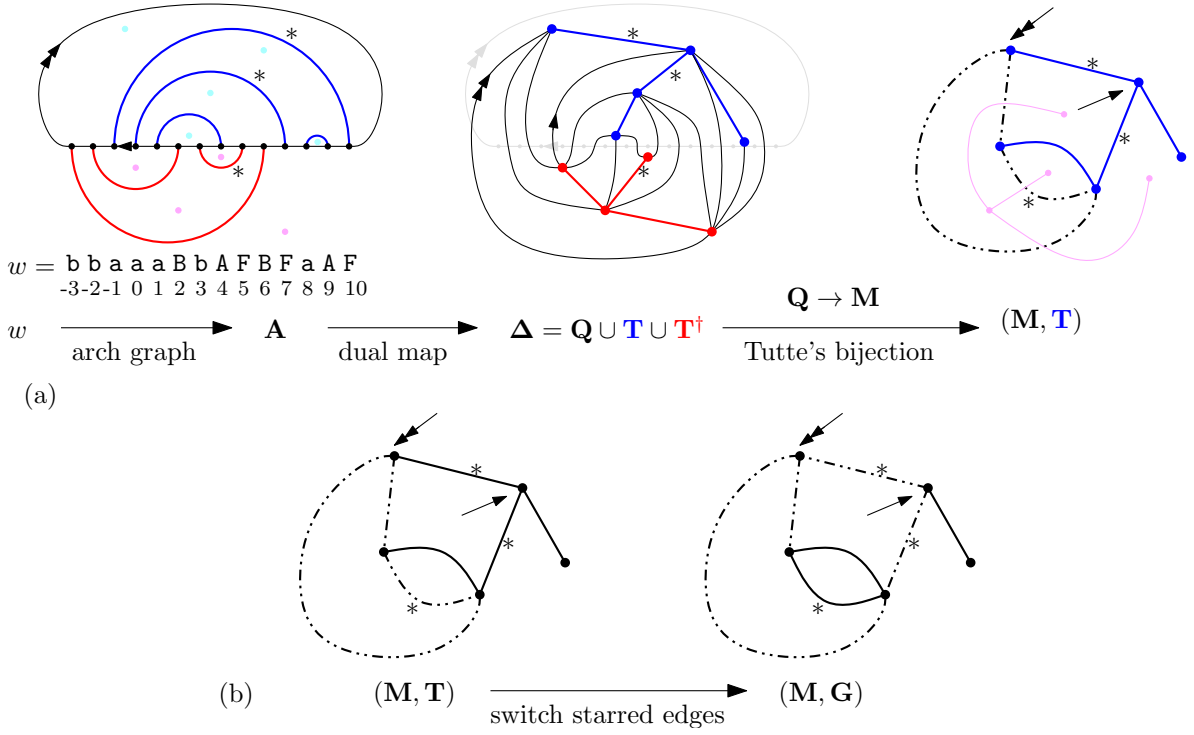 * * * * * * *
w = b b a a a B b A F B F a A F
-3 -2 -1 0 1 2 3 4 5 6 7 8 9 10
w arch graph A dual map Δ = Q ∪ T ∪ T† Q → M Tutte's bijection (M, T)
(a)
* * * * * *
(b) (M, T) switch starred edges (M, G)